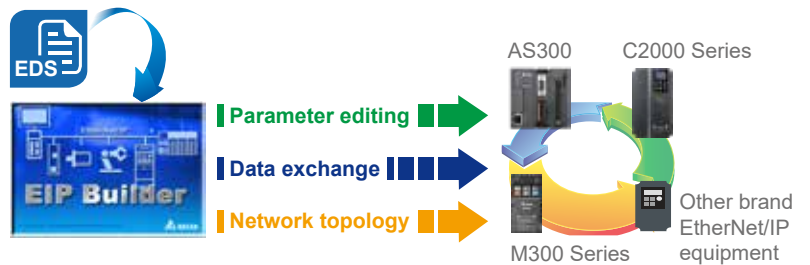 EDS
AS300
C2000 Series
Parameter editing
EIP Builder
Data exchange
Network topology
Other brand
EtherNet/IP
equipment
M300 Series